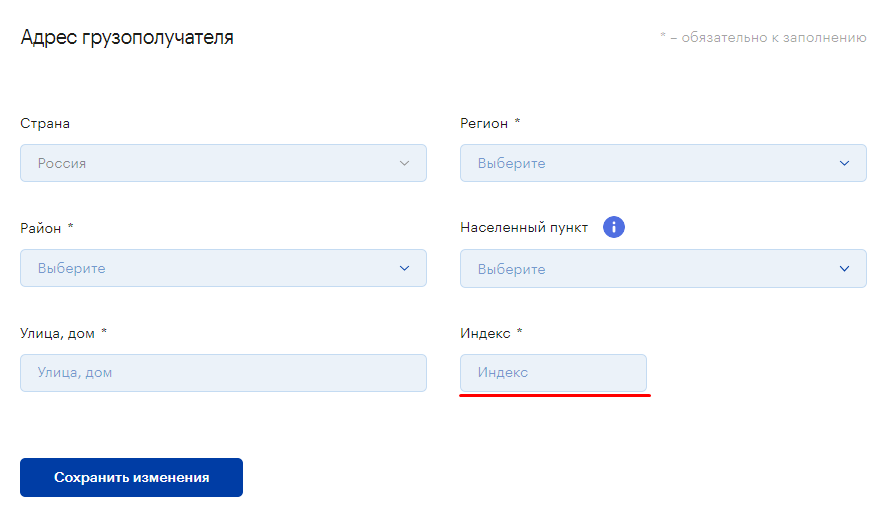 Адрес грузополучателя
* – обязательно к заполнению
Страна
Регион *
Россия
Выберите
Район *
Населенный пункт i
Выберите
Выберите
Улица, дом *
Индекс *
Улица, дом
Индекс
Сохранить изменения